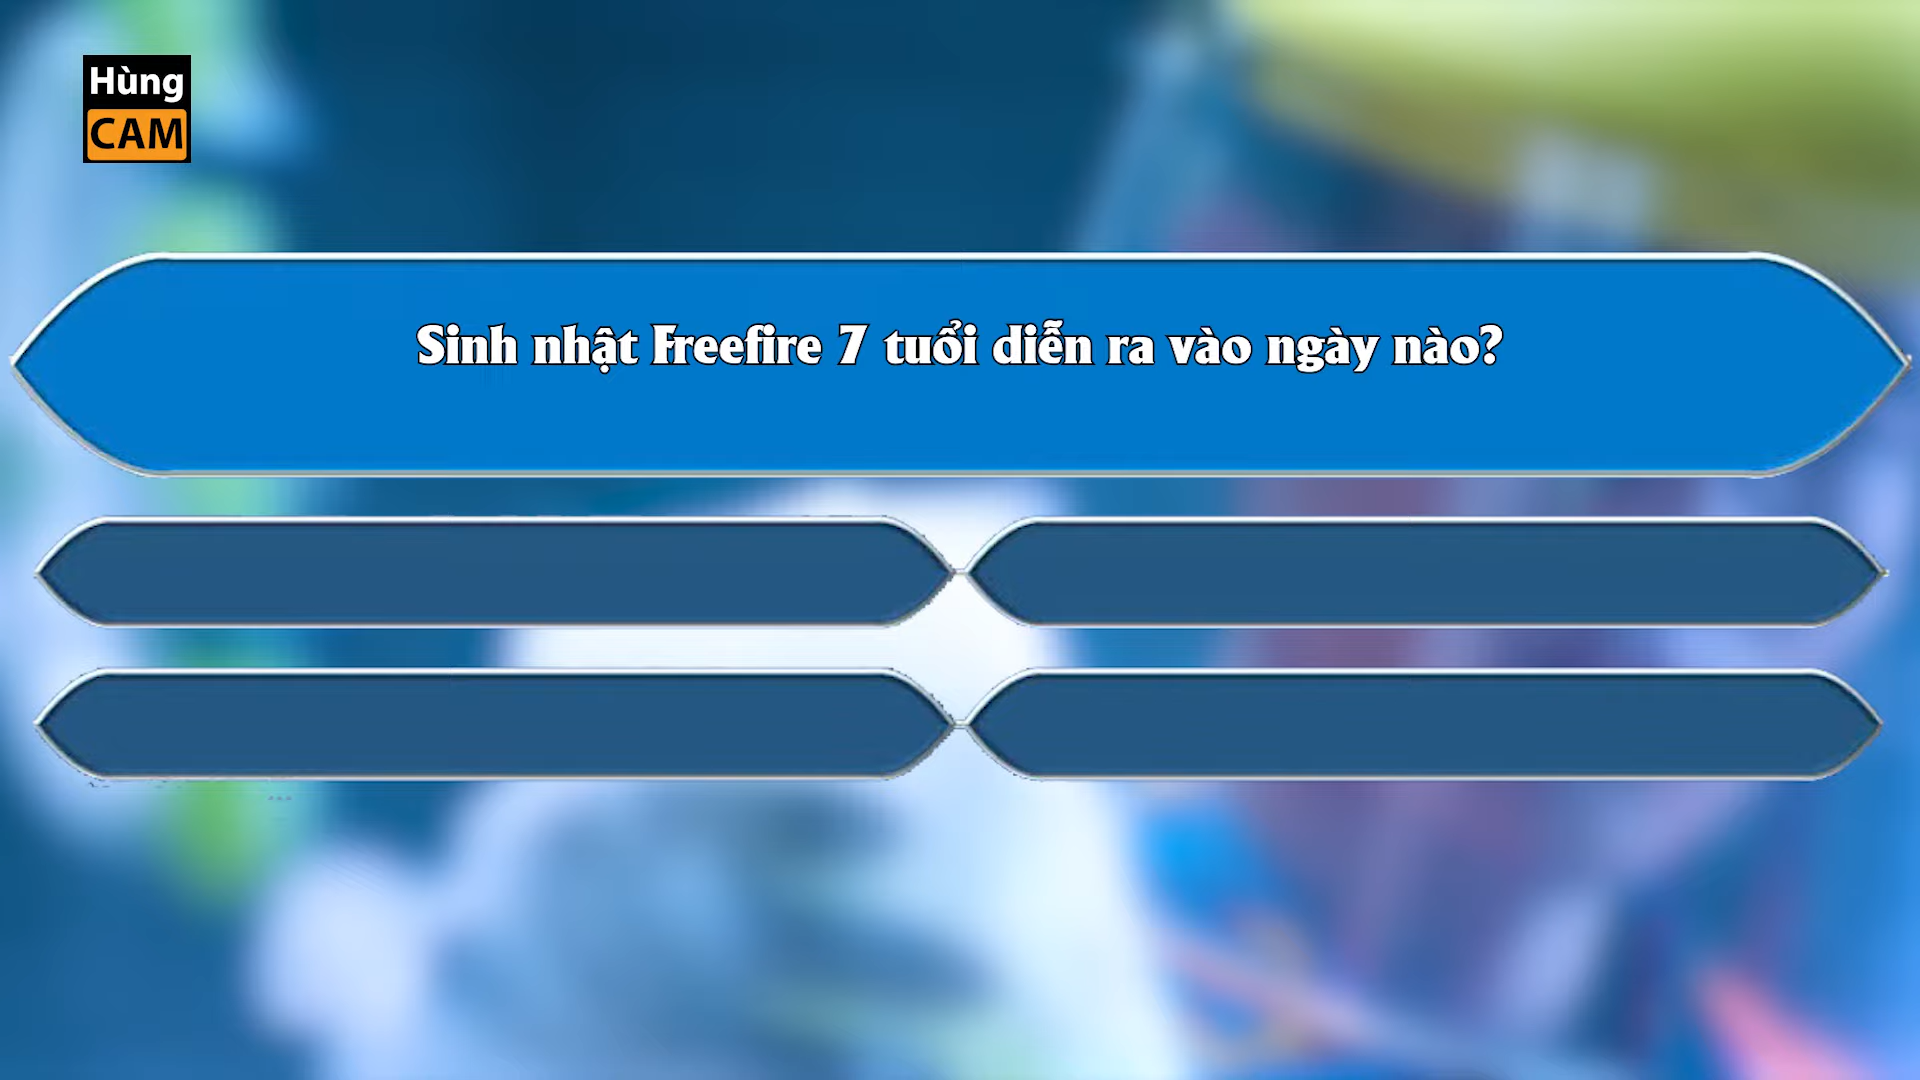 Hùng
CAM
Sinh nhật Freefire 7 tuổi diễn ra vào ngày nào?